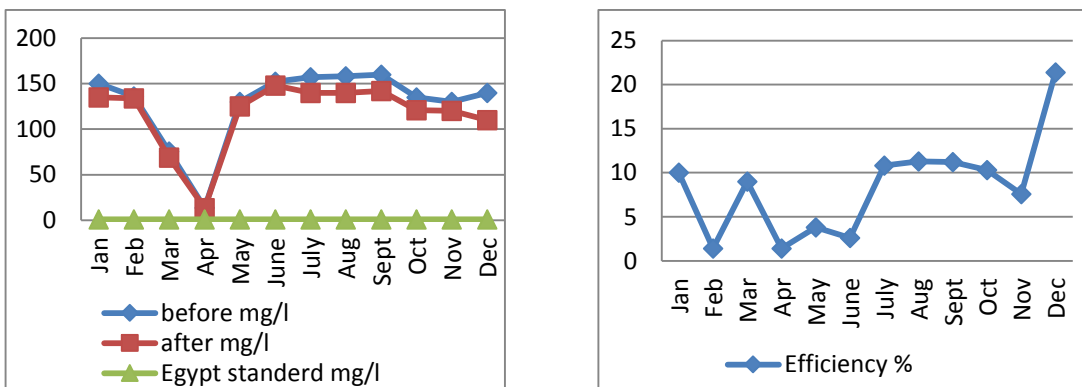 200
150
100
50
0
Jan
Feb
Mar
Apr
May
June
July
Aug
Sept
Oct
Nov
Dec
before mg/l
after mg/l
Egypt standerd mg/l
25
20
15
10
5
0
Jan
Feb
Mar
Apr
May
June
July
Aug
Sept
Oct
Nov
Dec
Efficiency %